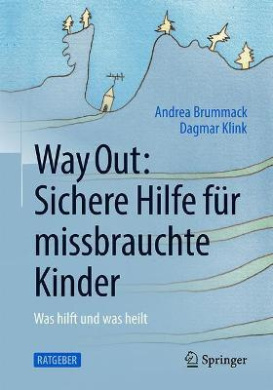 Andrea Brummack
Dagmar Klink
Way Out:
Sichere Hilfe für
missbrauchte
Kinder
Was hilft und was heilt
RATGEBER
Springer